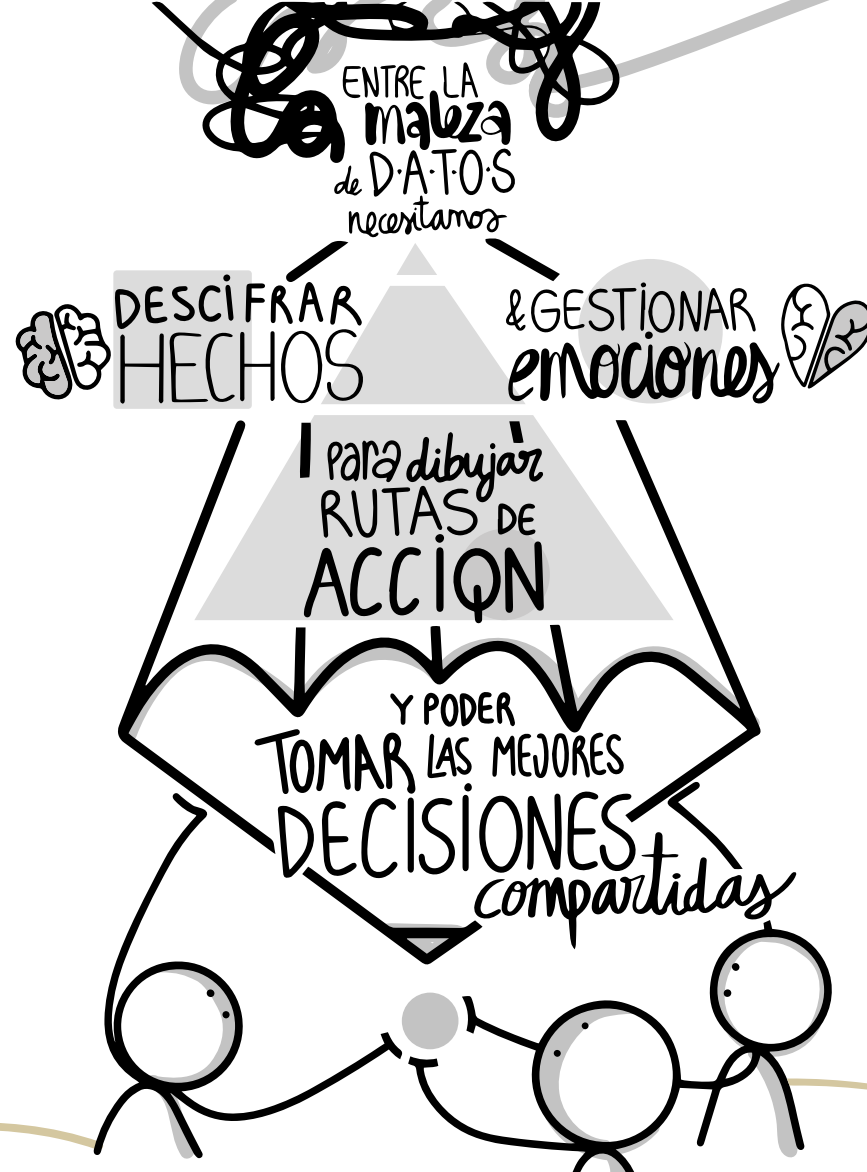 ENTRE LA
maleza
de D·A·T·O·S
necesitamos
DESCIFRAR
HECHOS
& GESTIONAR
emociones
para dibujar
RUTAS DE
ACCION
Y PODER
TOMAR LAS MEJORES
DECISIONES
compartidas